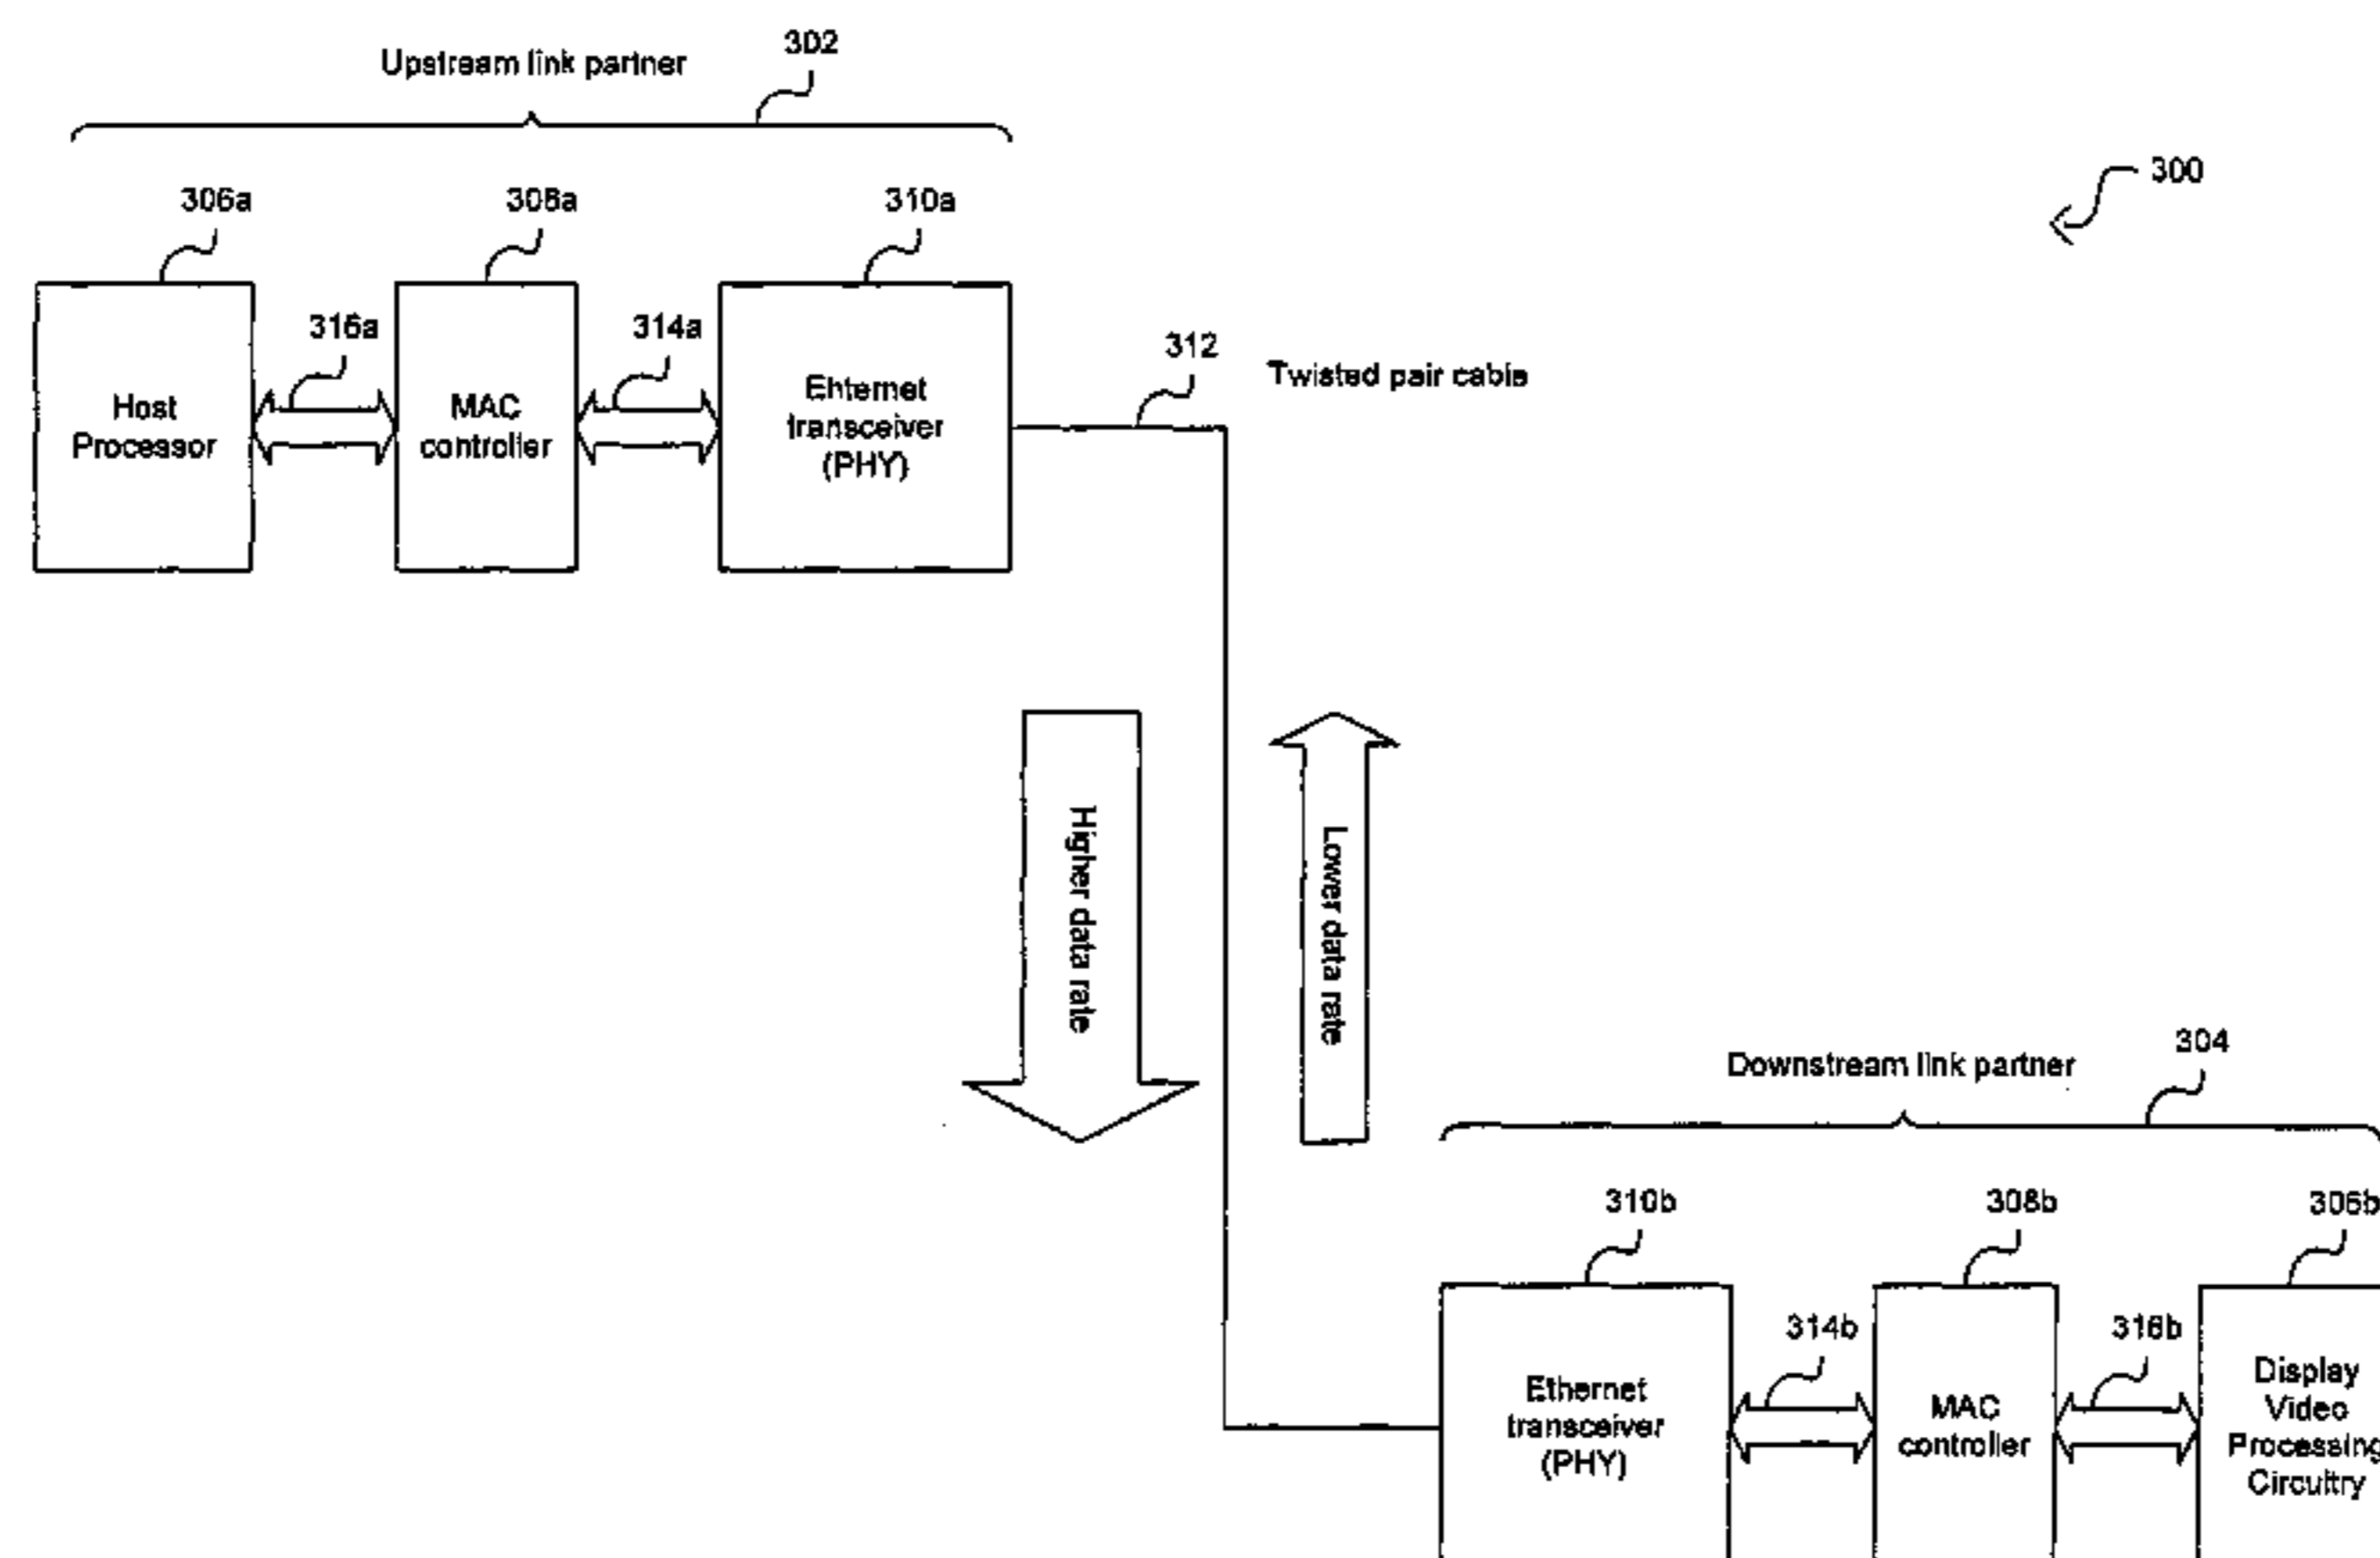 302
Upstream link partner
300
306a
308a
310a
316a
314a
312
Twisted pair cable
Host
Processor
MAC
controller
Ehternet
transceiver
(PHY)
Higher data rate
Lower data rate
304
Downstream link partner
310b
308b
306b
314b
316b
Ethernet
transceiver
(PHY)
MAC
controller
Display
Video
Processing
Circuitry